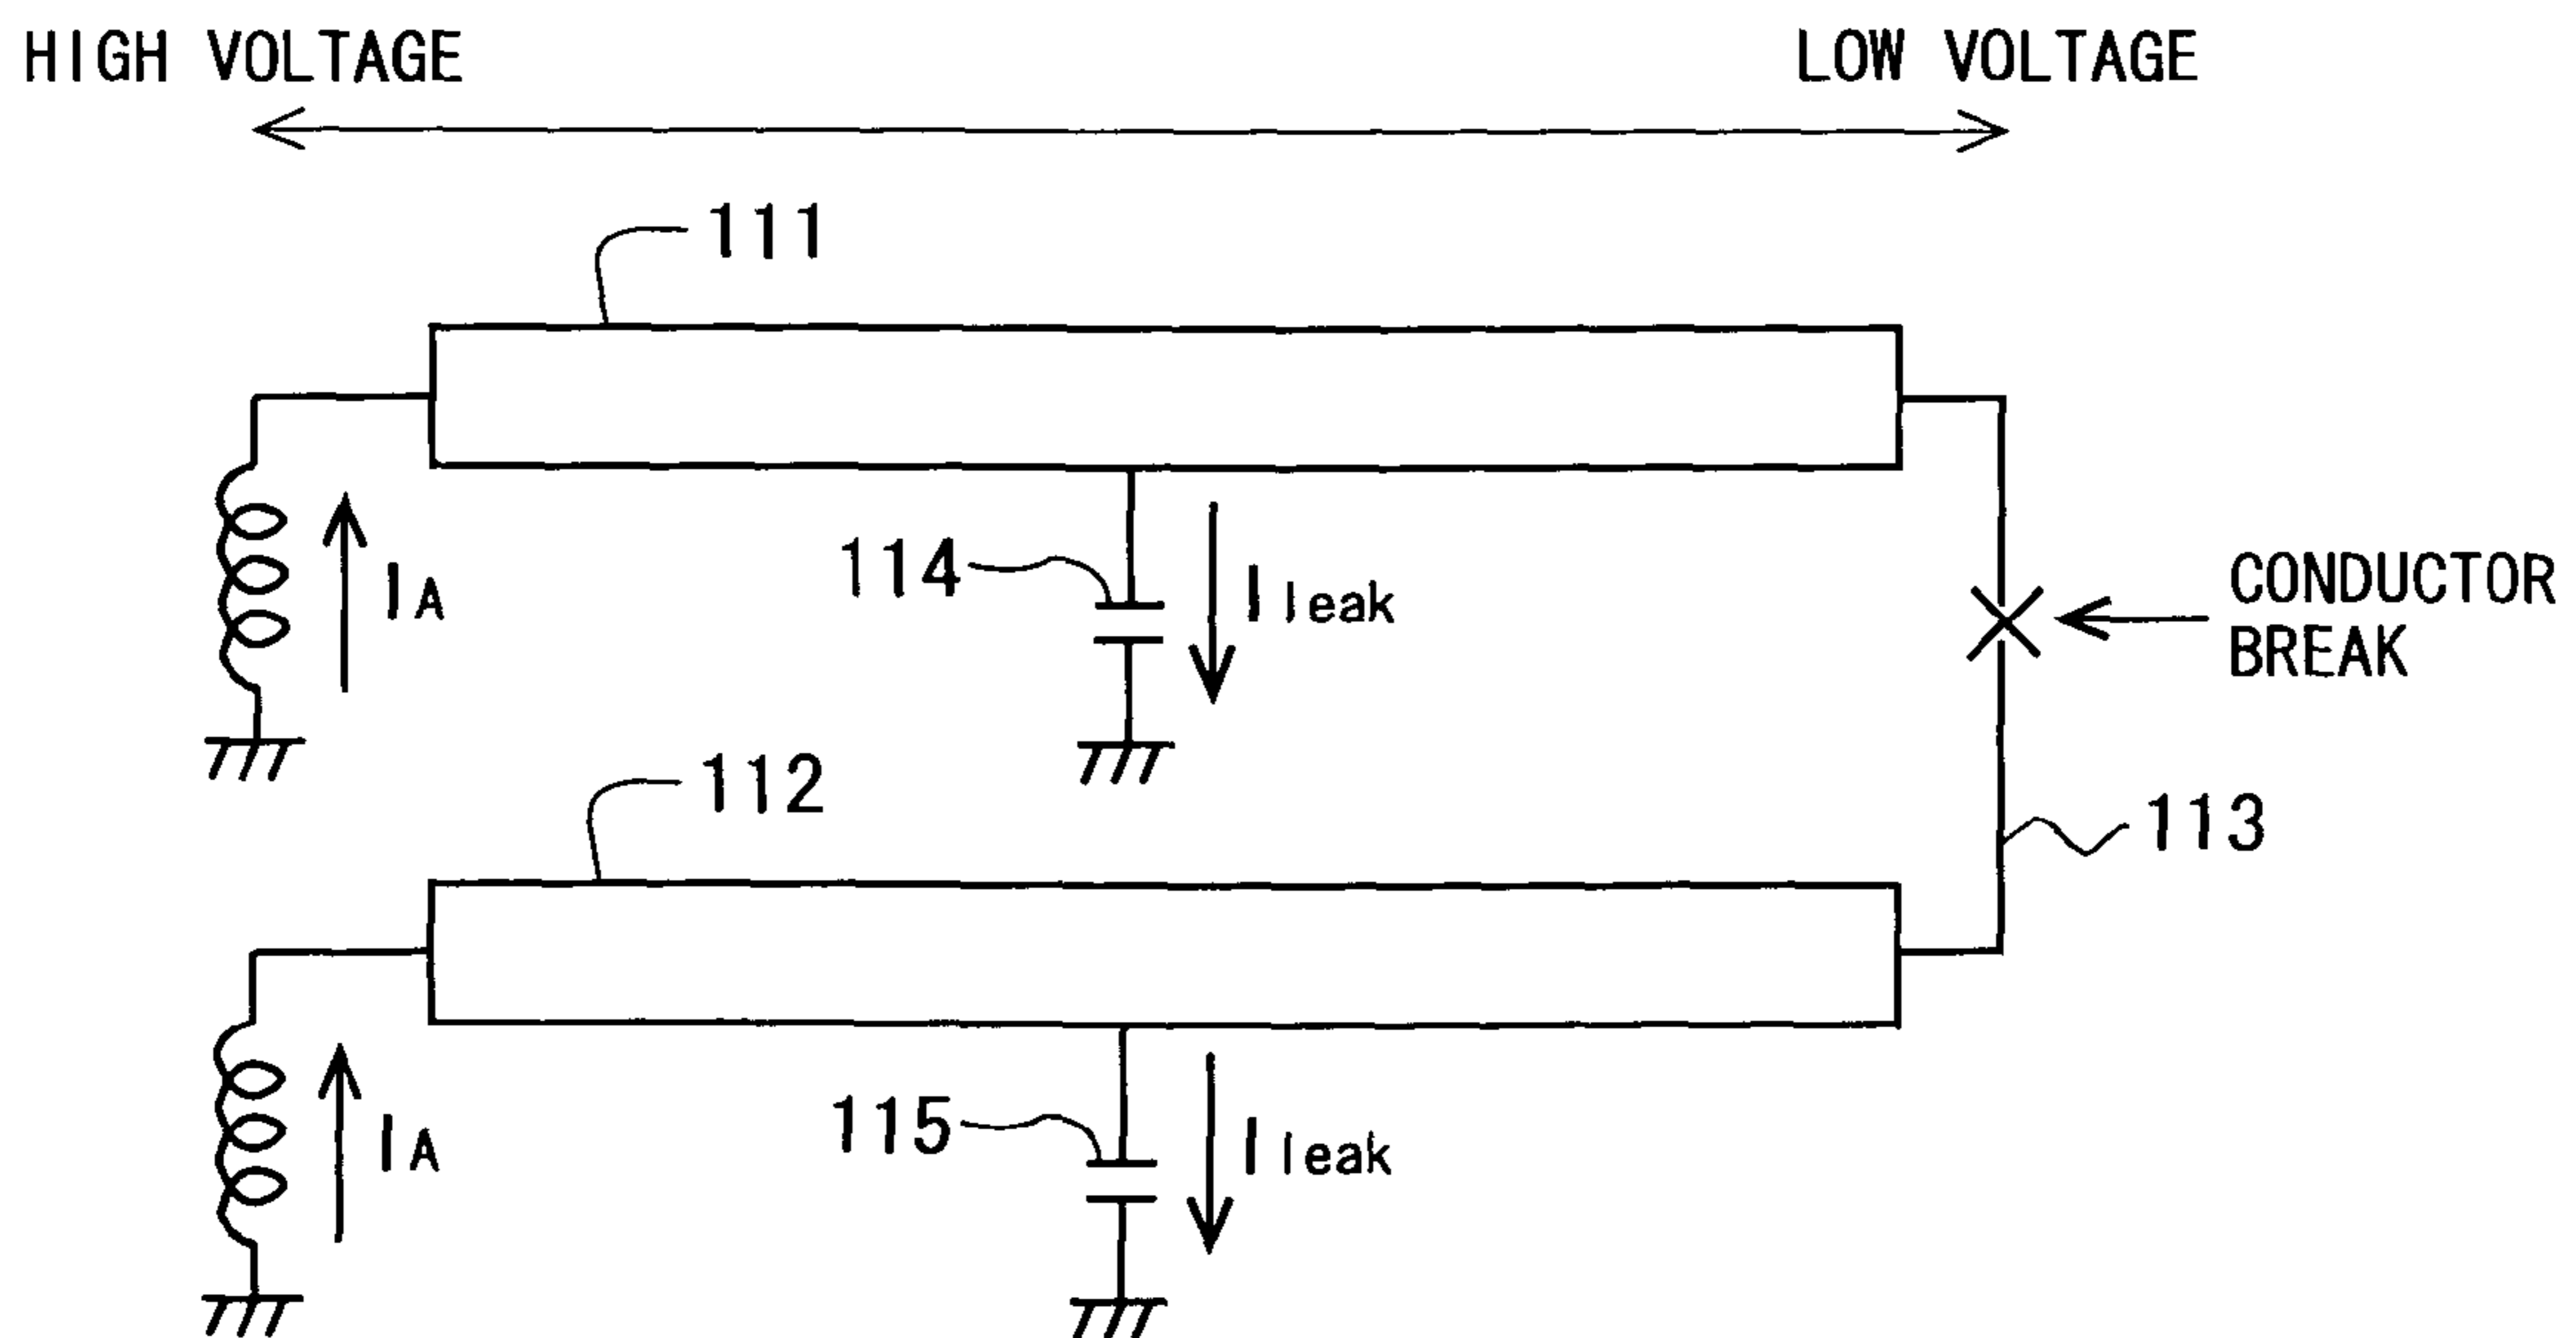 HIGH VOLTAGE
LOW VOLTAGE
111
114
IA
Ileak
CONDUCTOR
BREAK
112
113
115
IA
Ileak